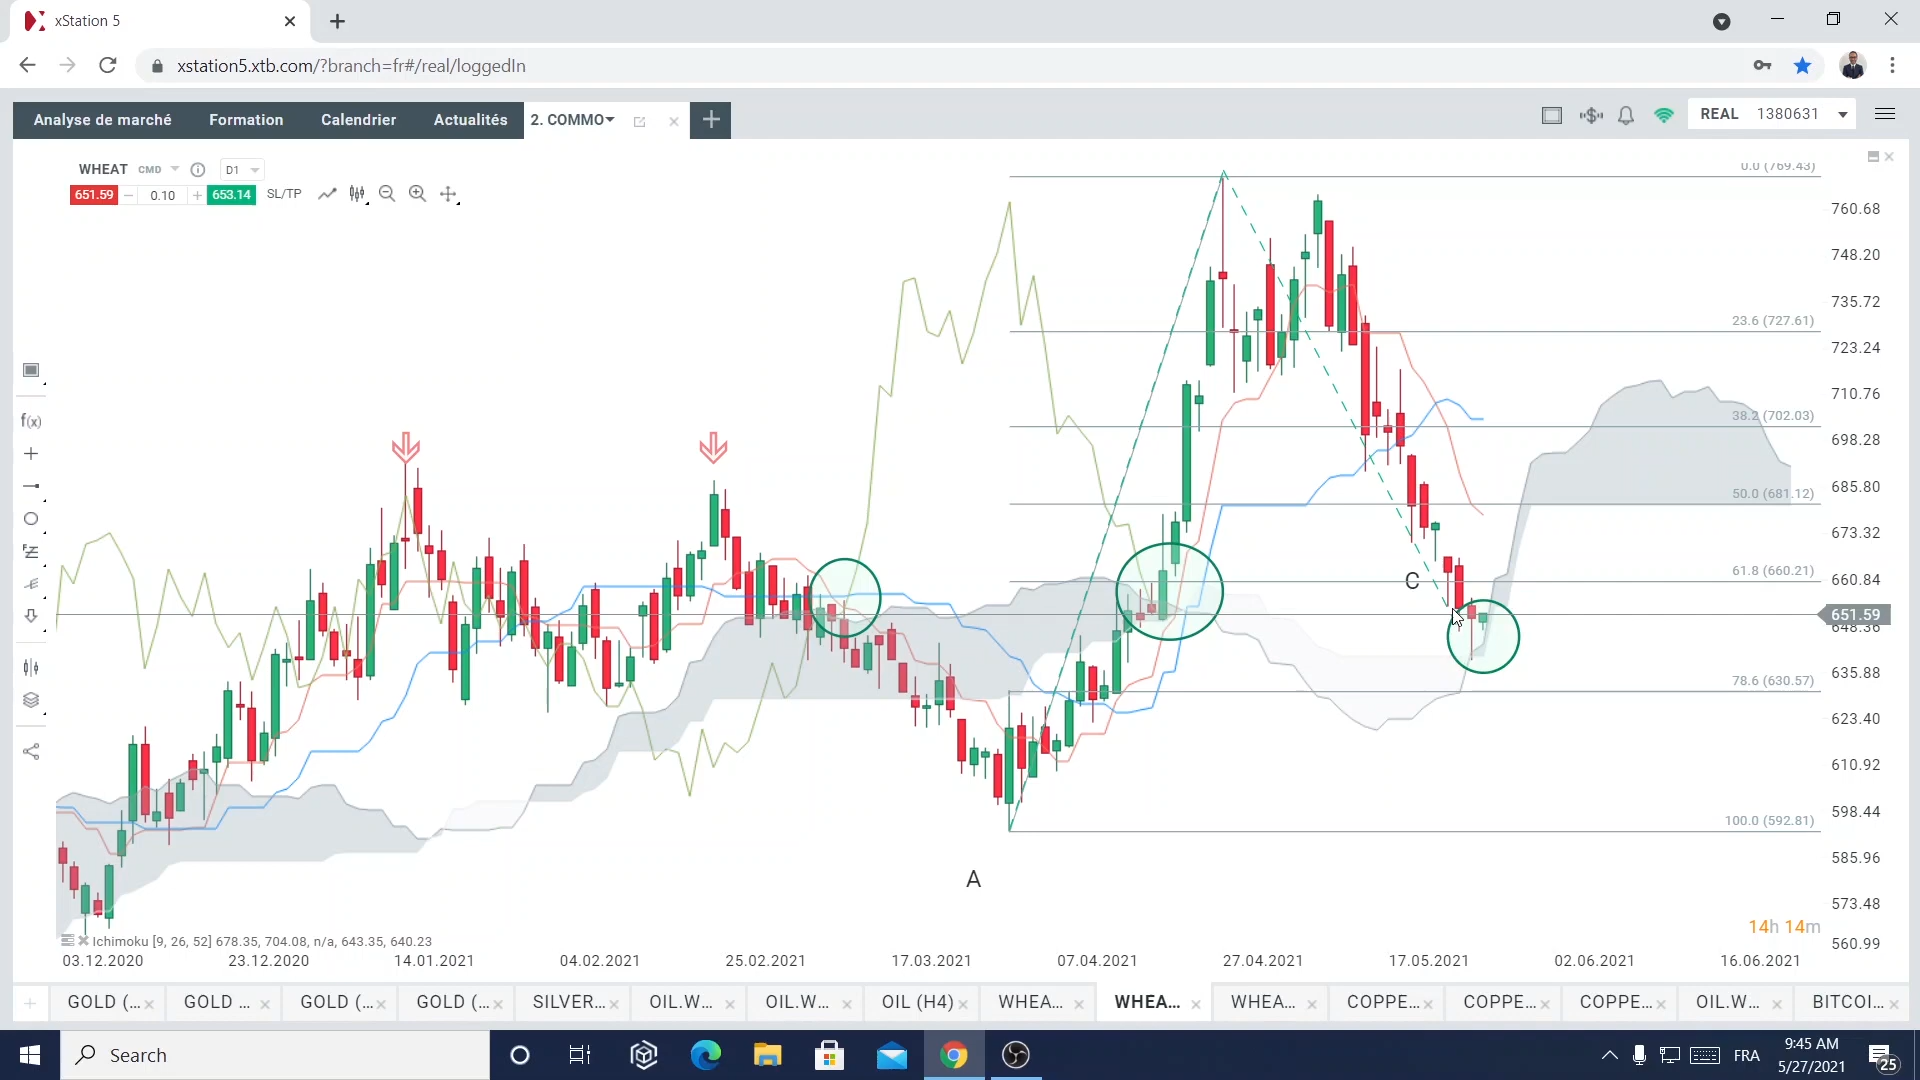 xStation 5
xstation5.xtb.com/?branch=fr#/real/loggedIn
Analyse de marché Formation Calendrier Actualités 2. COMMO
REAL 1380631
WHEAT CMD D1
651.59 0.10 653.14 SL/TP
0.0 (769.43)
760.68
748.20
735.72
23.6 (727.61)
723.24
710.76
38.2 (702.03)
698.28
50.0 (681.12)
685.80
673.32
61.8 (660.21)
660.84
C
651.59
648.36
78.6 (630.57)
635.88
623.40
610.92
100.0 (592.81)
598.44
585.96
A
573.48
14h 14m
560.99
f(x)
Ichimoku [9, 26, 52] 678.35, 704.08, n/a, 643.35, 640.23
03.12.2020 23.12.2020 14.01.2021 04.02.2021 25.02.2021 17.03.2021 07.04.2021 27.04.2021 17.05.2021 02.06.2021 16.06.2021
GOLD (... GOLD ... GOLD (... GOLD (... SILVER... OIL.W... OIL.W... OIL (H4) WHEA... WHEA... WHEA... COPPE... COPPE... COPPE... OIL.W... BITCOI...
Search
FRA
9:45 AM
5/27/2021
25